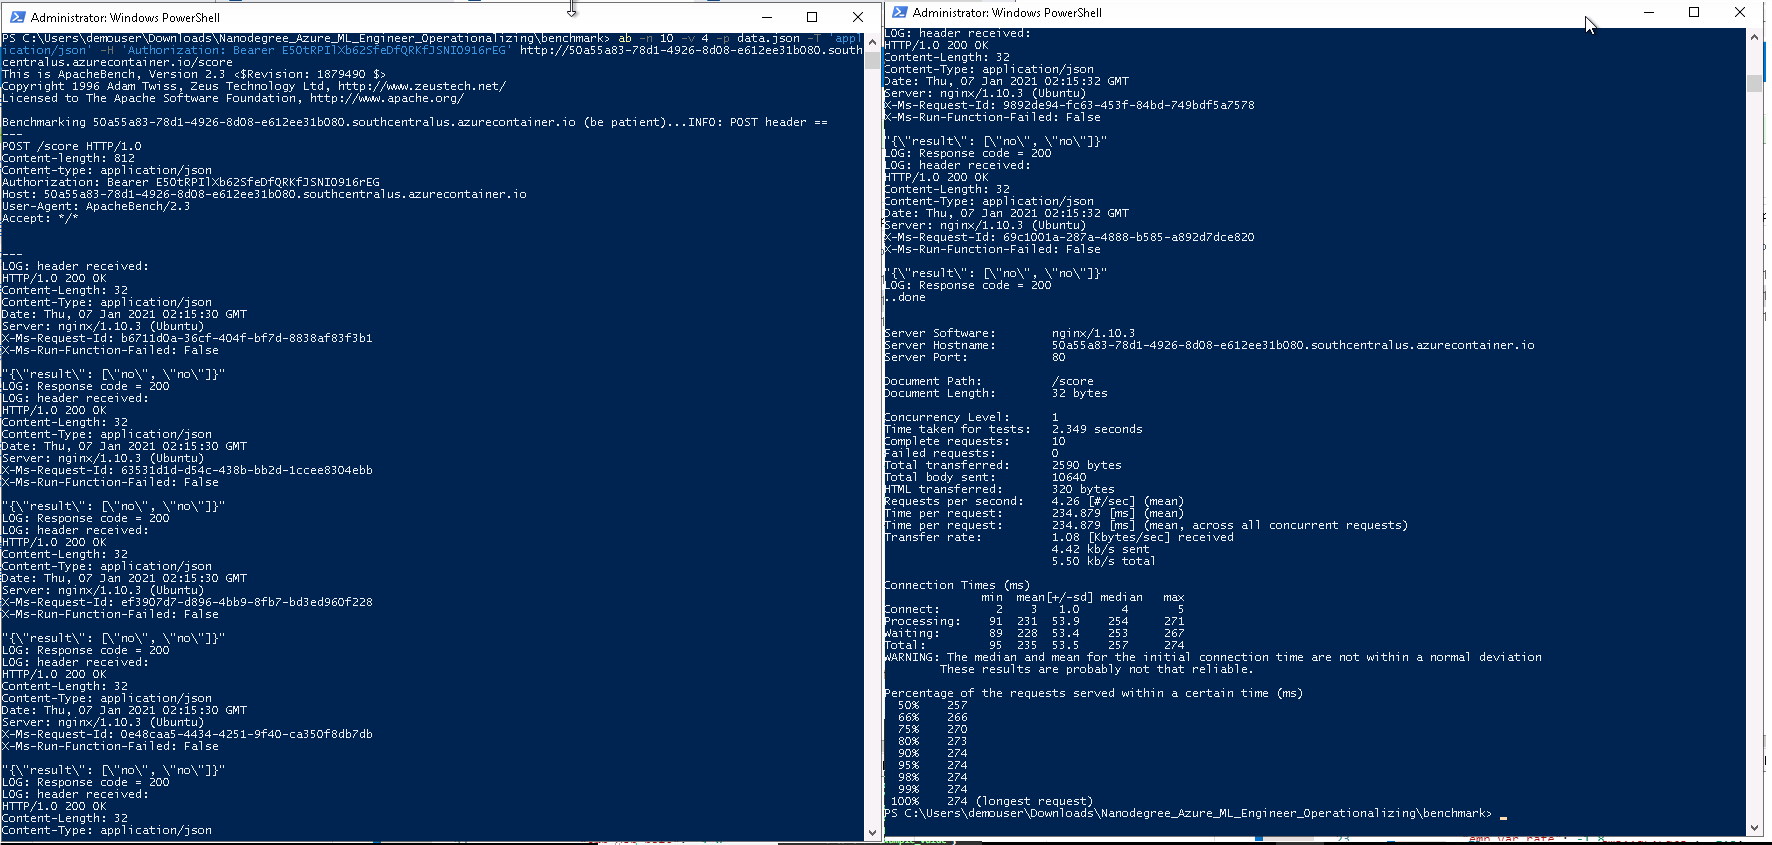 Administrator: Windows PowerShell
PS C:\Users\demouser\Downloads\Nanodegree_Azure_ML_Engineer_Operationalizing\benchmark> ab -n 10 -v 4 -p data.json -T 'appl
ication/json' -H 'Authorization: Bearer E5OtRPIlXb62SfeDfQRKfJSNIO916rEG' http://50a55a83-78d1-4926-8d08-e612ee31b080.south
centralus.azurecontainer.io/score
This is ApacheBench, Version 2.3 <$Revision: 1879490 $>
Copyright 1996 Adam Twiss, Zeus Technology Ltd, http://www.zeustech.net/
Licensed to The Apache Software Foundation, http://www.apache.org/
Benchmarking 50a55a83-78d1-4926-8d08-e612ee31b080.southcentralus.azurecontainer.io (be patient)...INFO: POST header ==
---
POST /score HTTP/1.0
Content-length: 812
Content-type: application/json
Authorization: Bearer E5OtRPIlXb62SfeDfQRKfJSNIO916rEG
Host: 50a55a83-78d1-4926-8d08-e612ee31b080.southcentralus.azurecontainer.io
User-Agent: ApacheBench/2.3
Accept: */*
---
LOG: header received:
HTTP/1.0 200 OK
Content-Length: 32
Content-Type: application/json
Date: Thu, 07 Jan 2021 02:15:30 GMT
Server: nginx/1.10.3 (Ubuntu)
X-Ms-Request-Id: b6711d0a-36cf-404f-bf7d-8838af83f3b1
X-Ms-Run-Function-Failed: False
"{\"result\": [\"no\", \"no\"]}"
LOG: Response code = 200
LOG: header received:
HTTP/1.0 200 OK
Content-Length: 32
Content-Type: application/json
Date: Thu, 07 Jan 2021 02:15:30 GMT
Server: nginx/1.10.3 (Ubuntu)
X-Ms-Request-Id: 63531d1d-d54c-438b-bb2d-1ccee8304ebb
X-Ms-Run-Function-Failed: False
"{\"result\": [\"no\", \"no\"]}"
LOG: Response code = 200
LOG: header received:
HTTP/1.0 200 OK
Content-Length: 32
Content-Type: application/json
Date: Thu, 07 Jan 2021 02:15:30 GMT
Server: nginx/1.10.3 (Ubuntu)
X-Ms-Request-Id: ef3907d7-d896-4bb9-8fb7-bd3ed960f228
X-Ms-Run-Function-Failed: False
"{\"result\": [\"no\", \"no\"]}"
LOG: Response code = 200
LOG: header received:
HTTP/1.0 200 OK
Content-Length: 32
Content-Type: application/json
Date: Thu, 07 Jan 2021 02:15:30 GMT
Server: nginx/1.10.3 (Ubuntu)
X-Ms-Request-Id: 0e48caa5-4434-4251-9f40-ca350f8db7db
X-Ms-Run-Function-Failed: False
"{\"result\": [\"no\", \"no\"]}"
LOG: Response code = 200
LOG: header received:
HTTP/1.0 200 OK
Content-Length: 32
Content-Type: application/json
Administrator: Windows PowerShell
LOG: header received:
HTTP/1.0 200 OK
Content-Length: 32
Content-Type: application/json
Date: Thu, 07 Jan 2021 02:15:32 GMT
Server: nginx/1.10.3 (Ubuntu)
X-Ms-Request-Id: 9892de94-fc63-453f-84bd-749bdf5a7578
X-Ms-Run-Function-Failed: False
"{\"result\": [\"no\", \"no\"]}"
LOG: Response code = 200
LOG: header received:
HTTP/1.0 200 OK
Content-Length: 32
Content-Type: application/json
Date: Thu, 07 Jan 2021 02:15:32 GMT
Server: nginx/1.10.3 (Ubuntu)
X-Ms-Request-Id: 69c1001a-287a-4888-b585-a892d7dce820
X-Ms-Run-Function-Failed: False
"{\"result\": [\"no\", \"no\"]}"
LOG: Response code = 200
..done
Server Software: nginx/1.10.3
Server Hostname: 50a55a83-78d1-4926-8d08-e612ee31b080.southcentralus.azurecontainer.io
Server Port: 80
Document Path: /score
Document Length: 32 bytes
Concurrency Level: 1
Time taken for tests: 2.349 seconds
Complete requests: 10
Failed requests: 0
Total transferred: 2590 bytes
Total body sent: 10640
HTML transferred: 320 bytes
Requests per second: 4.26 [#/sec] (mean)
Time per request: 234.879 [ms] (mean)
Time per request: 234.879 [ms] (mean, across all concurrent requests)
Transfer rate: 1.08 [Kbytes/sec] received
4.42 kb/s sent
5.50 kb/s total
Connection Times (ms)
min mean[+/-sd] median max
Connect: 2 3 1.0 4 5
Processing: 91 231 53.9 254 271
Waiting: 89 228 53.4 253 267
Total: 95 235 53.5 257 274
WARNING: The median and mean for the initial connection time are not within a normal deviation
These results are probably not that reliable.
Percentage of the requests served within a certain time (ms)
50% 257
66% 266
75% 270
80% 273
90% 274
95% 274
98% 274
99% 274
100% 274 (longest request)
PS C:\Users\demouser\Downloads\Nanodegree_Azure_ML_Engineer_Operationalizing\benchmark>